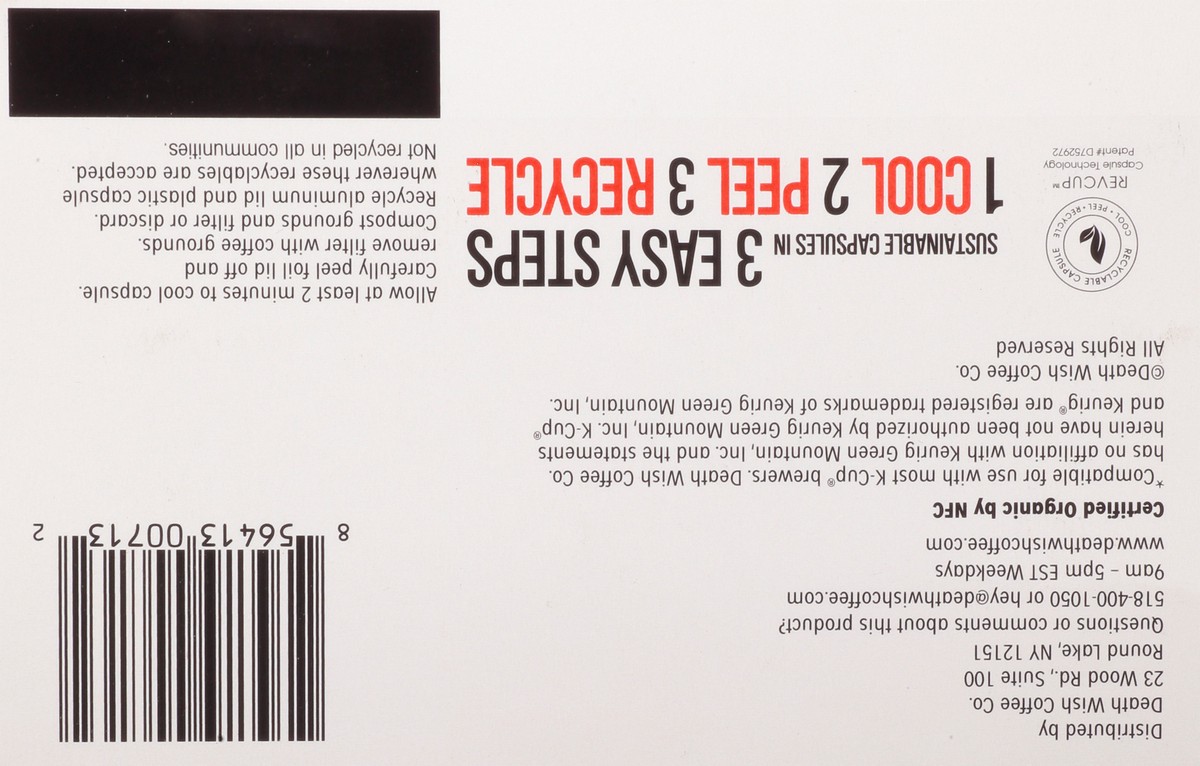 Distributed by
Death Wish Coffee Co.
23 Wood Rd., Suite 100
Round Lake, NY 12151
Questions or comments about this product?
518-400-1050 or hey@deathwishcoffee.com
9am – 5pm EST Weekdays
www.deathwishcoffee.com
Certified Organic by NFC
*Compatible for use with most K-Cup® brewers. Death Wish Coffee Co.
has no affiliation with Keurig Green Mountain, Inc. and the statements
herein have not been authorized by Keurig Green Mountain, Inc. K-Cup®
and Keurig® are registered trademarks of Keurig Green Mountain, Inc.
©Death Wish Coffee Co.
All Rights Reserved
8 56413 00713 2
RECYCLABLE CAPSULE
COOL • PEEL • RECYCLE
REVCUP™
Capsule Technology
Patent# D752972
SUSTAINABLE CAPSULES IN 3 EASY STEPS
1 COOL 2 PEEL 3 RECYCLE
Allow at least 2 minutes to cool capsule.
Carefully peel foil lid off and
remove filter with coffee grounds.
Compost grounds and filter or discard.
Recycle aluminum lid and plastic capsule
wherever these recyclables are accepted.
Not recycled in all communities.